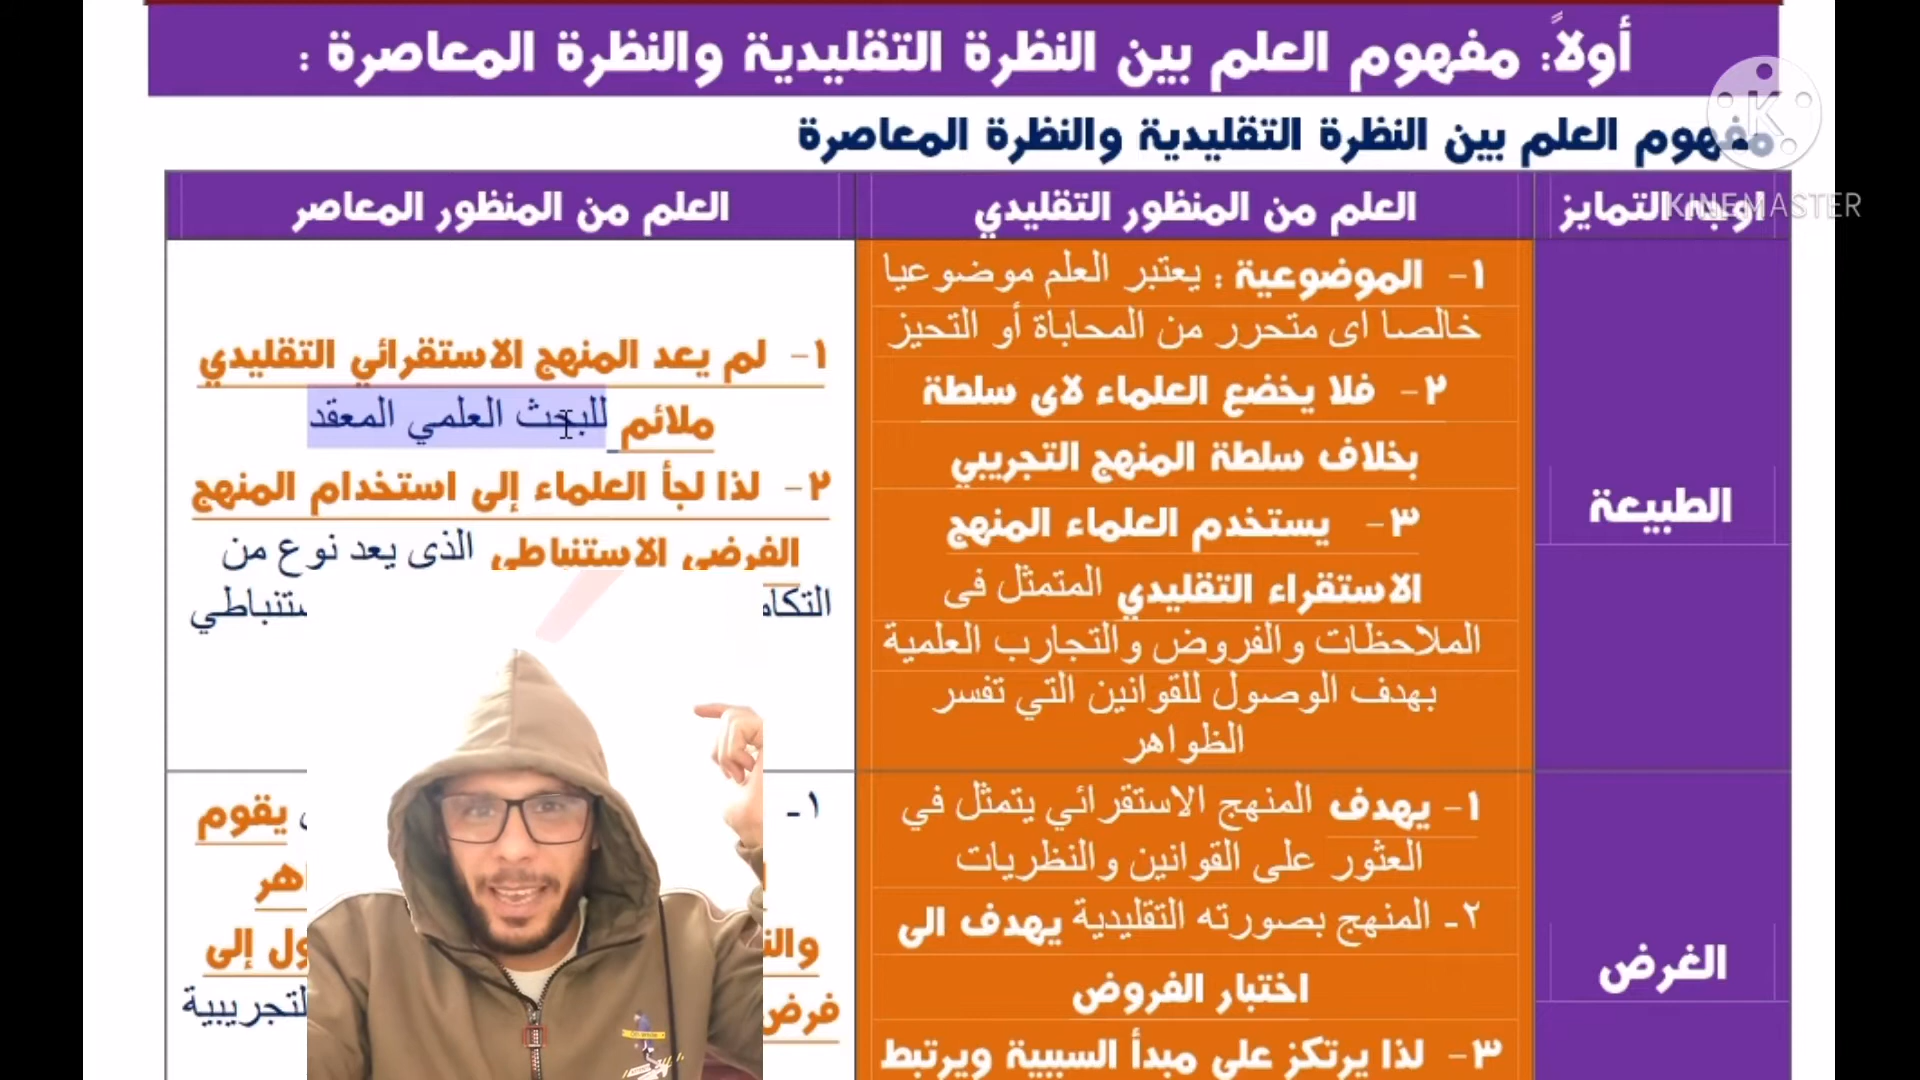 أولاً: مفهوم العلم بين النظرة التقليدية والنظرة المعاصرة :
مفهوم العلم بين النظرة التقليدية والنظرة المعاصرة
K
KINEMASTER
اوجه التمايز
العلم من المنظور التقليدي
العلم من المنظور المعاصر
الطبيعة
١- الموضوعية : يعتبر العلم موضوعيا
خالصا اى متحرر من المحاباة أو التحيز
٢- فلا يخضع العلماء لاى سلطة
بخلاف سلطة المنهج التجريبي
٣- يستخدم العلماء المنهج
الاستقراء التقليدي المتمثل فى
الملاحظات والفروض والتجارب العلمية
بهدف الوصول للقوانين التي تفسر
الظواهر
١- لم يعد المنهج الاستقرائي التقليدي
ملائم للبحث العلمي المعقد
٢- لذا لجأ العلماء إلى استخدام المنهج
الفرضي الاستنباطي الذى يعد نوع من
الغرض
١- يهدف المنهج الاستقرائي يتمثل في
العثور على القوانين والنظريات
٢- المنهج بصورته التقليدية يهدف الى
اختبار الفروض
٣- لذا يرتكز على مبدأ السببية ويرتبط
١-
يقوم
إلى